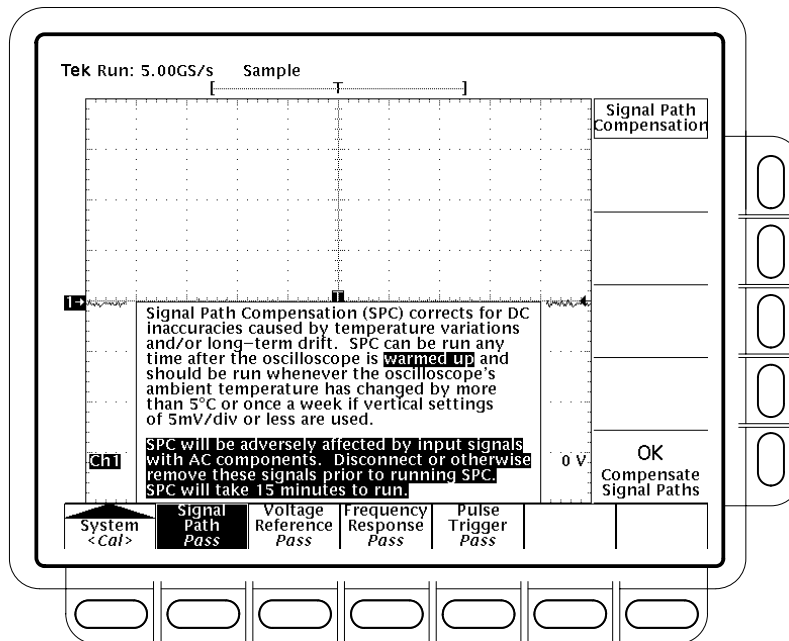 Tek Run: 5.00GS/s Sample
[ T ]
Signal Path
Compensation
T
1→
Signal Path Compensation (SPC) corrects for DC
inaccuracies caused by temperature variations
and/or long-term drift. SPC can be run any
time after the oscilloscope is warmed up and
should be run whenever the oscilloscope's
ambient temperature has changed by more
than 5°C or once a week if vertical settings
of 5mV/div or less are used.
SPC will be adversely affected by input signals
with AC components. Disconnect or otherwise
remove these signals prior to running SPC.
SPC will take 15 minutes to run.
Ch1
0 V
OK
Compensate
Signal Paths
System
<Cal>
Signal
Path
Pass
Voltage
Reference
Pass
Frequency
Response
Pass
Pulse
Trigger
Pass